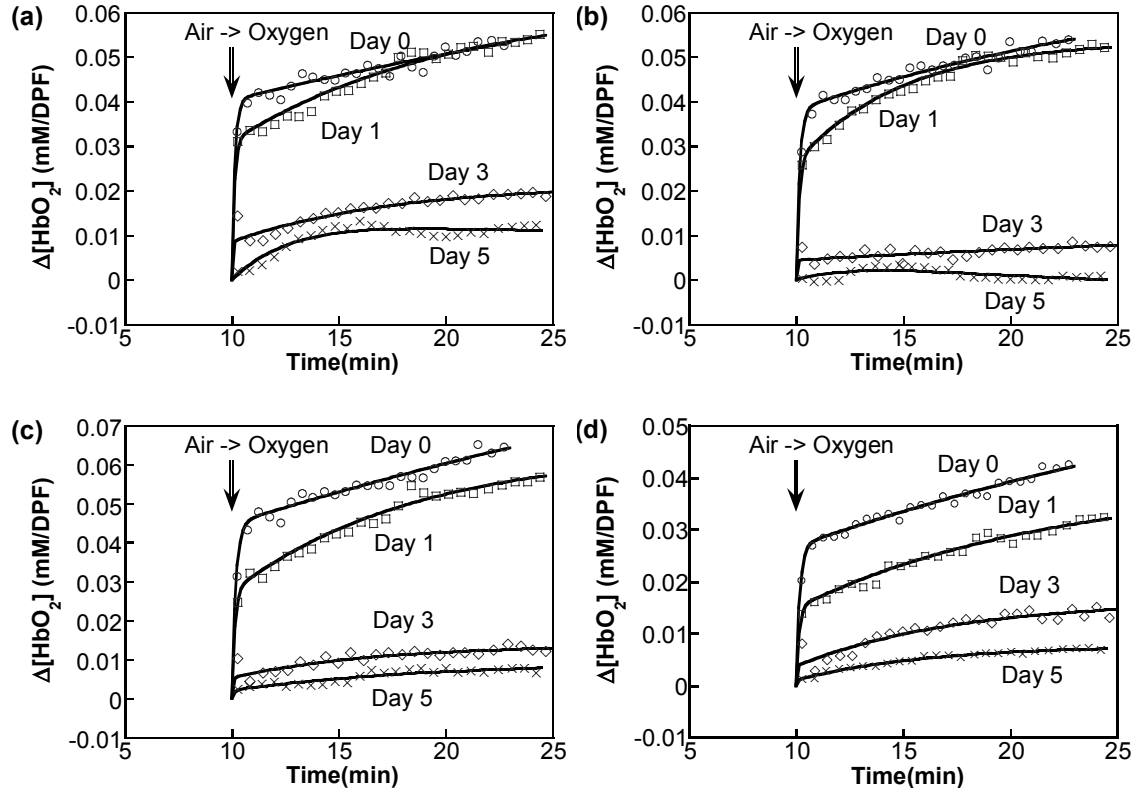 (a)
0.06
0.05
0.04
0.03
0.02
0.01
0
-0.01
Δ[HbO2] (mM/DPF)
Air -> Oxygen
Day 0
Day 1
Day 3
Day 5
5 10 15 20 25
Time(min)
(b)
0.06
0.05
0.04
0.03
0.02
0.01
0
-0.01
Δ[HbO2] (mM/DPF)
Air -> Oxygen
Day 0
Day 1
Day 3
Day 5
5 10 15 20 25
Time(min)
(c)
0.07
0.06
0.05
0.04
0.03
0.02
0.01
0
-0.01
Δ[HbO2] (mM/DPF)
Air -> Oxygen
Day 0
Day 1
Day 3
Day 5
5 10 15 20 25
Time(min)
(d)
0.05
0.04
0.03
0.02
0.01
0
-0.01
Δ[HbO2] (mM/DPF)
Air -> Oxygen
Day 0
Day 1
Day 3
Day 5
5 10 15 20 25
Time(min)